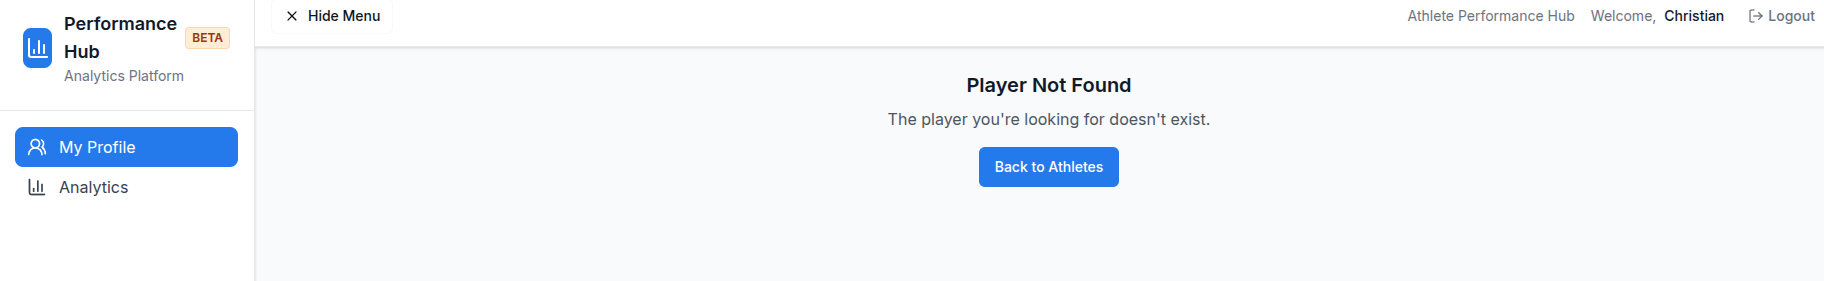 Performance
Hub
BETA
Analytics Platform
My Profile
Analytics
Hide Menu
Athlete Performance Hub Welcome, Christian Logout
Player Not Found
The player you're looking for doesn't exist.
Back to Athletes